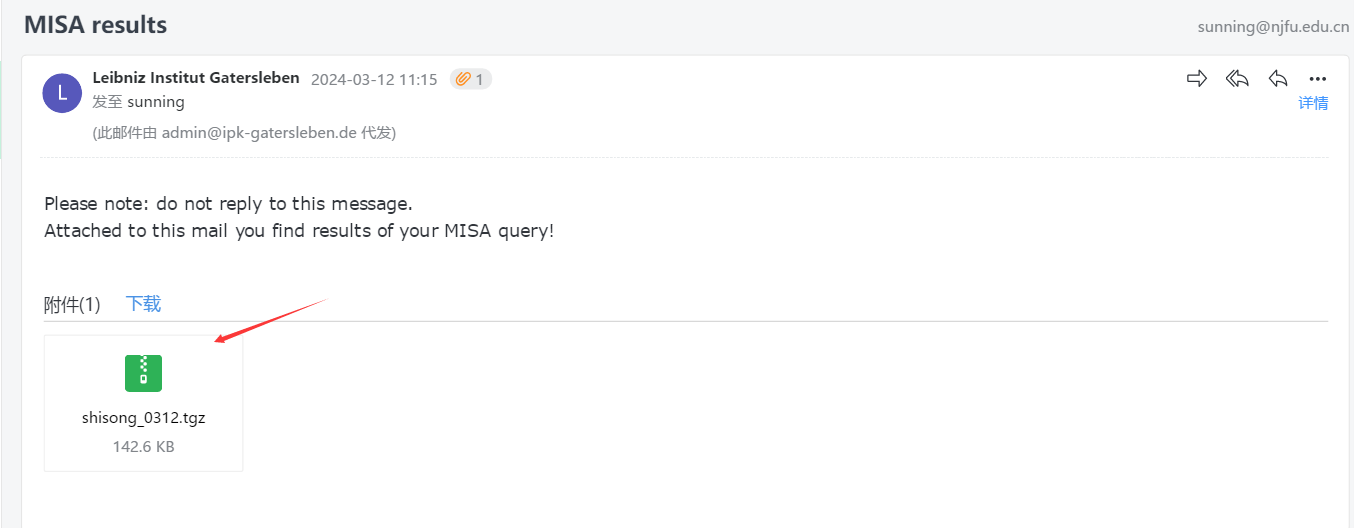 MISA results
sunning@njfu.edu.cn
L
Leibniz Institut Gatersleben 2024-03-12 11:15 1
发至 sunning
详情
(此邮件由 admin@ipk-gatersleben.de 代发)
Please note: do not reply to this message.
Attached to this mail you find results of your MISA query!
附件(1) 下载
shisong_0312.tgz
142.6 KB